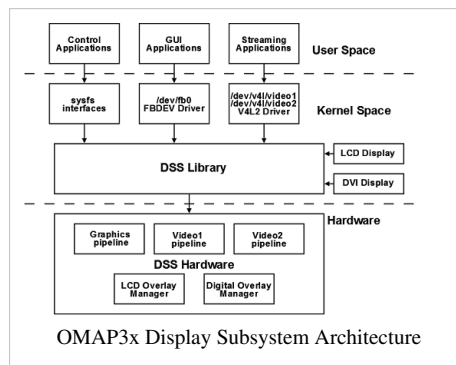 Control
Applications
GUI
Applications
Streaming
Applications
User Space
sysfs
interfaces
/dev/fb0
FBDEV Driver
/dev/v4l/video1
/dev/v4l/video2
V4L2 Driver
Kernel Space
DSS Library
LCD Display
DVI Display
Hardware
Graphics
pipeline
Video1
pipeline
Video2
pipeline
DSS Hardware
LCD Overlay
Manager
Digital Overlay
Manager
OMAP3x Display Subsystem Architecture